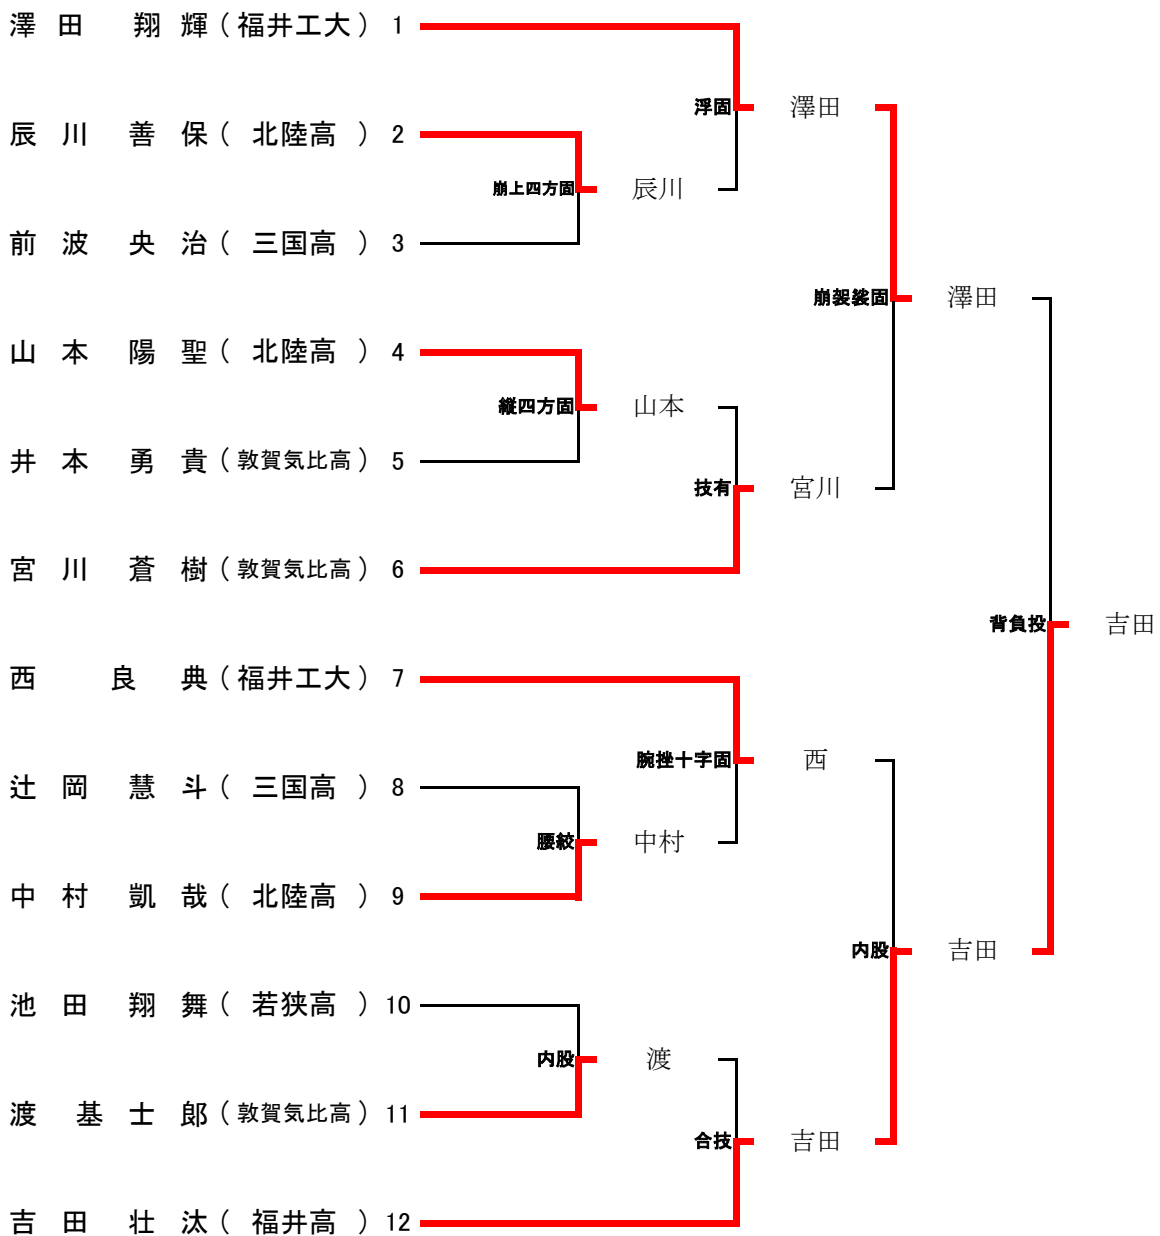 澤田 翔輝(福井工大) 1
浮固 澤田
辰川 善保( 北陸高 ) 2
崩上四方固 辰川
前波 央治( 三国高 ) 3
崩袈裟固 澤田
山本 陽聖( 北陸高 ) 4
縦四方固 山本
井本 勇貴(敦賀気比高) 5
技有 宮川
宮川 蒼樹(敦賀気比高) 6
背負投 吉田
西 良典(福井工大) 7
腕挫十字固 西
辻岡 慧斗( 三国高 ) 8
腰絞 中村
中村 凱哉( 北陸高 ) 9
内股 吉田
池田 翔舞( 若狭高 ) 10
内股 渡
渡 基士郎(敦賀気比高) 11
合技 吉田
吉田 壮汰( 福井高 ) 12